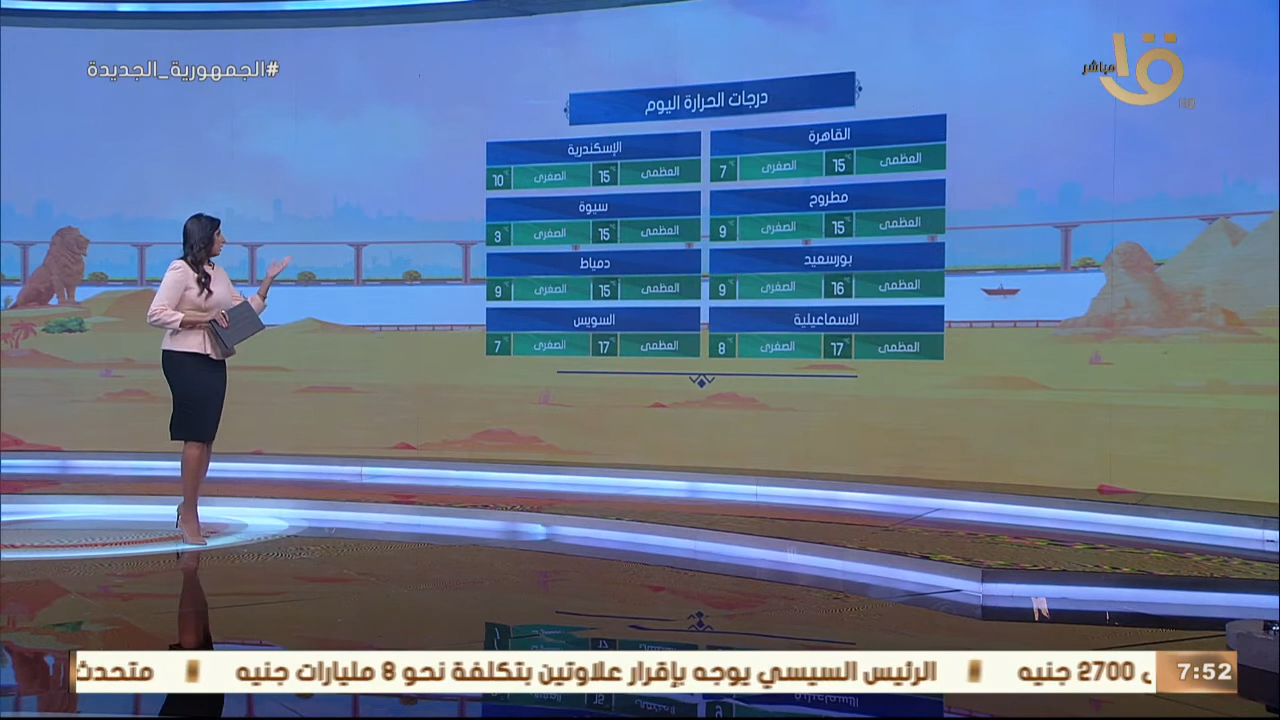 #الجمهورية_الجديدة
مباشر
HD
درجات الحرارة اليوم
القاهرة
العظمى 15 °C الصغرى 7 °C
الإسكندرية
العظمى 15 °C الصغرى 10 °C
مطروح
العظمى 15 °C الصغرى 9 °C
سيوة
العظمى 15 °C الصغرى 3 °C
بورسعيد
العظمى 16 °C الصغرى 9 °C
دمياط
العظمى 15 °C الصغرى 9 °C
الاسماعيلية
العظمى 17 °C الصغرى 8 °C
السويس
العظمى 17 °C الصغرى 7 °C
7:52
2700 جنيه الرئيس السيسي يوجه بإقرار علاوتين بتكلفة نحو 8 مليارات جنيه